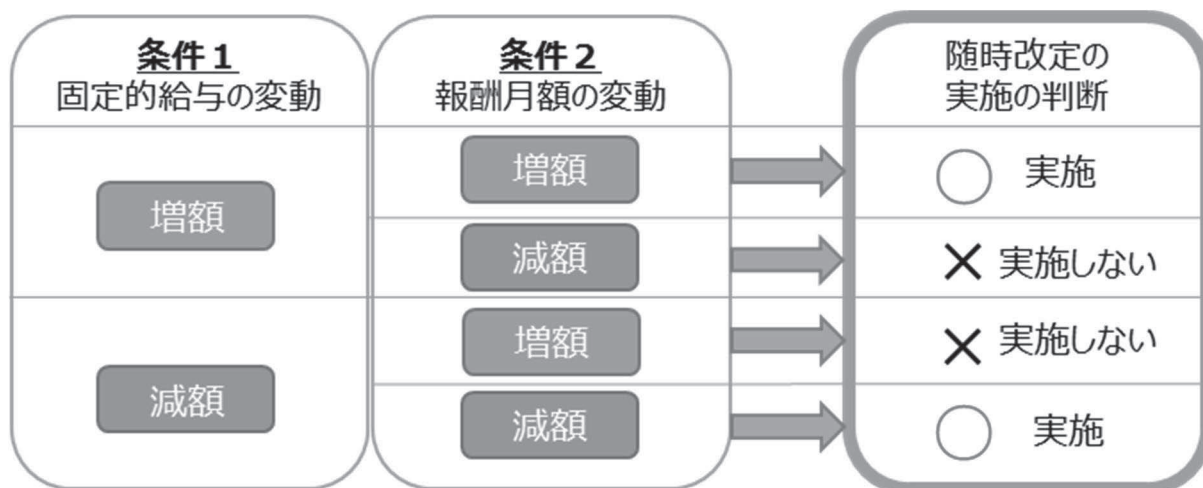 条件１
固定的給与の変動
条件２
報酬月額の変動
随時改定の
実施の判断
増額
増額
○ 実施
減額
× 実施しない
減額
増額
× 実施しない
減額
○ 実施